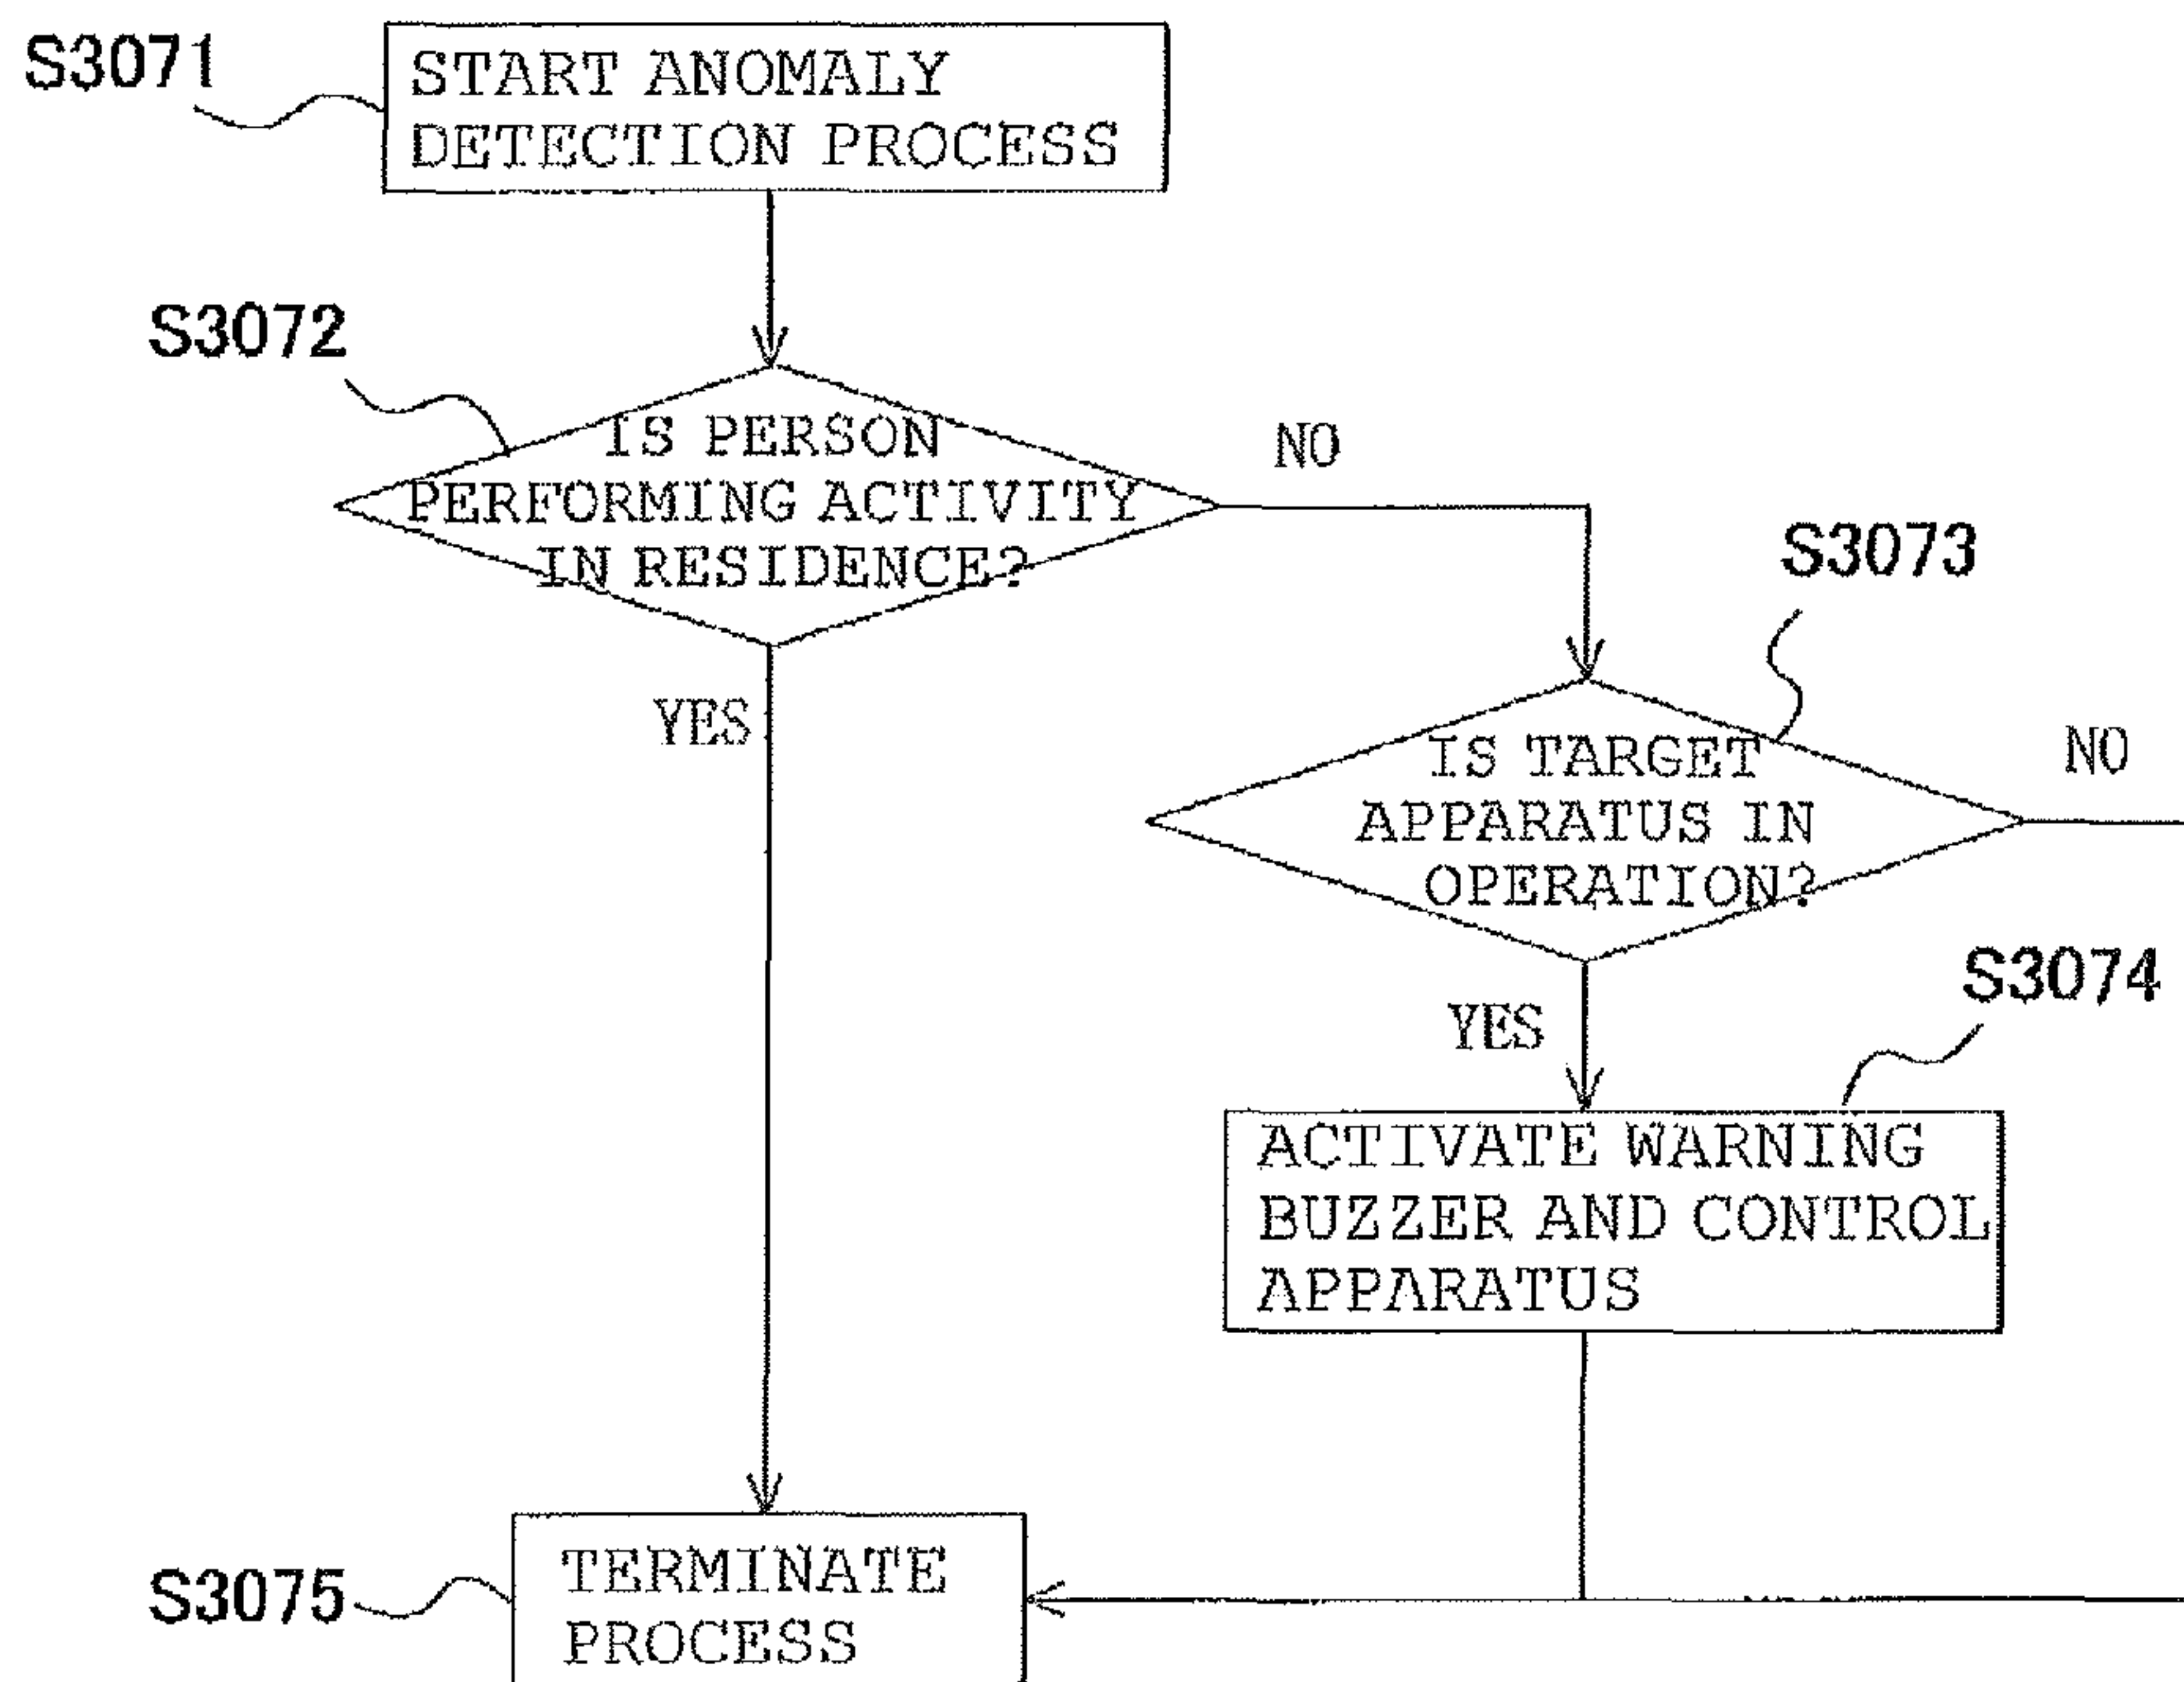 S3071
START ANOMALY
DETECTION PROCESS
S3072
IS PERSON
PERFORMING ACTIVITY
IN RESIDENCE?
NO
YES
S3073
IS TARGET
APPARATUS IN
OPERATION?
NO
YES
S3074
ACTIVATE WARNING
BUZZER AND CONTROL
APPARATUS
S3075
TERMINATE
PROCESS